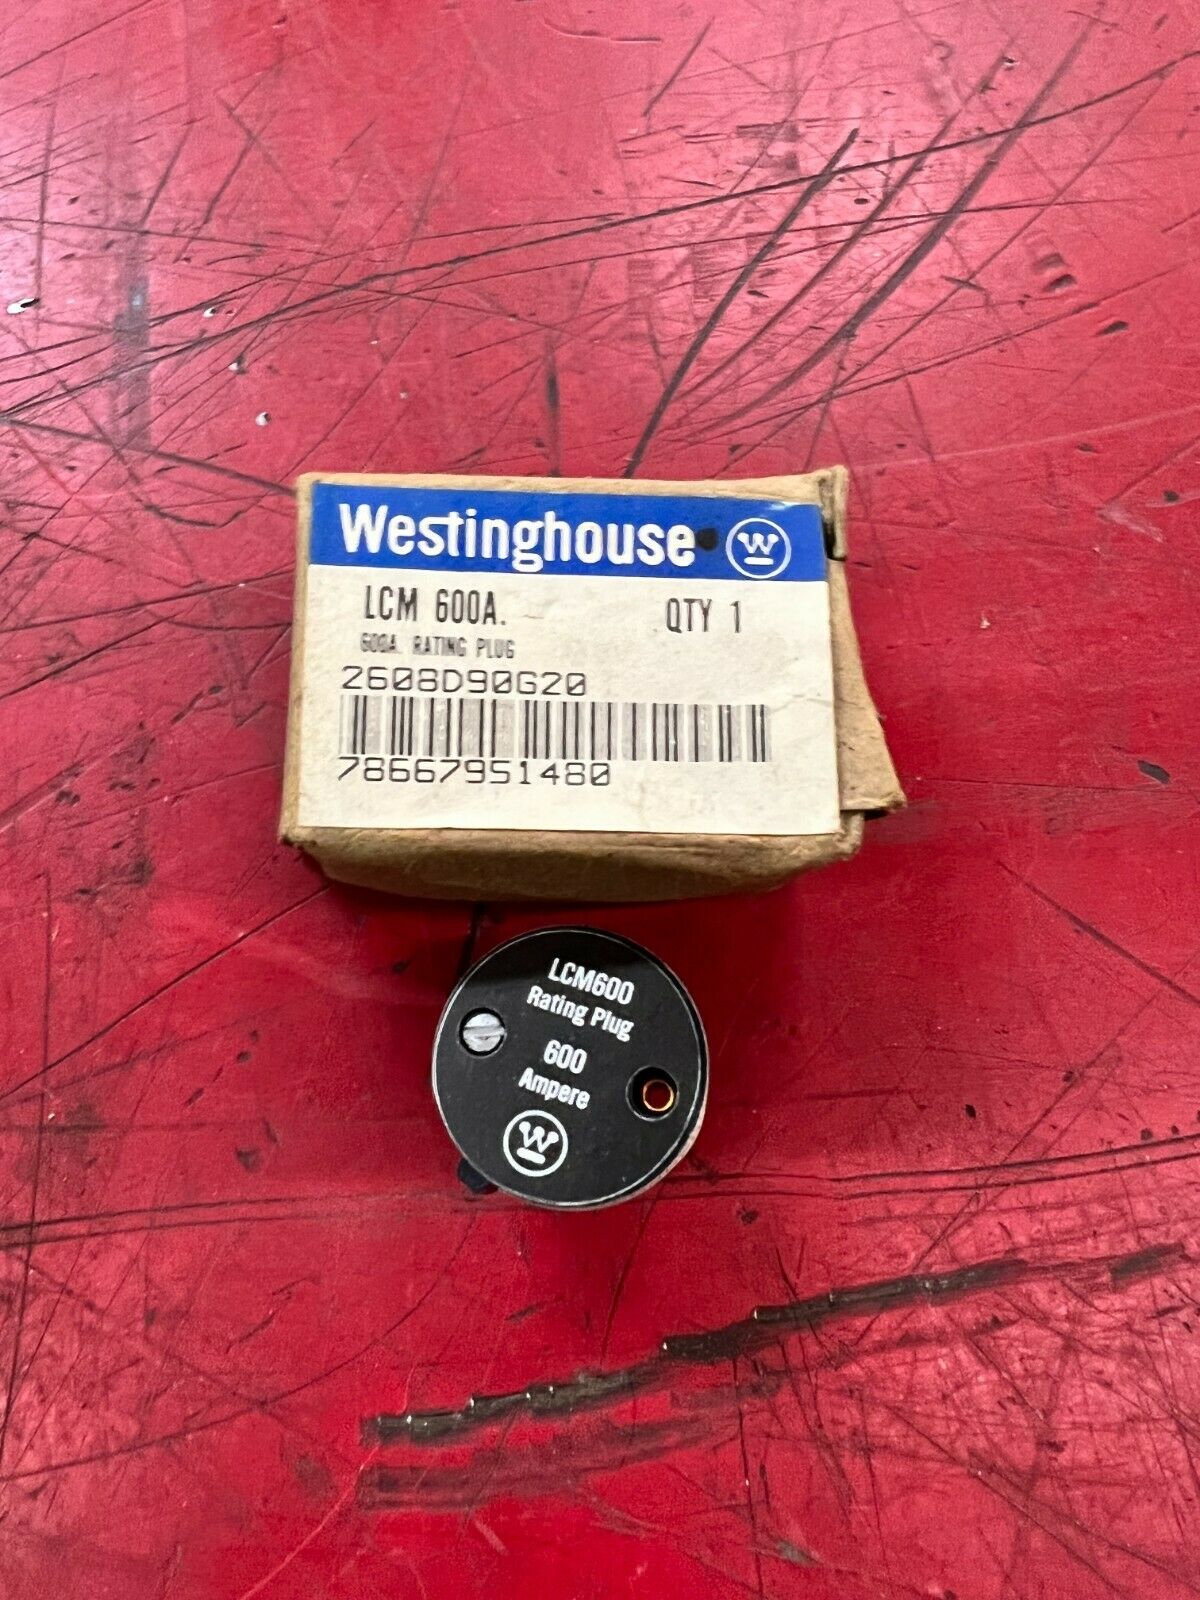 Westinghouse W
LCM 600A. QTY 1
600A. RATING PLUG
2608D90G20
78667951480
LCM600
Rating Plug
600
Ampere
W